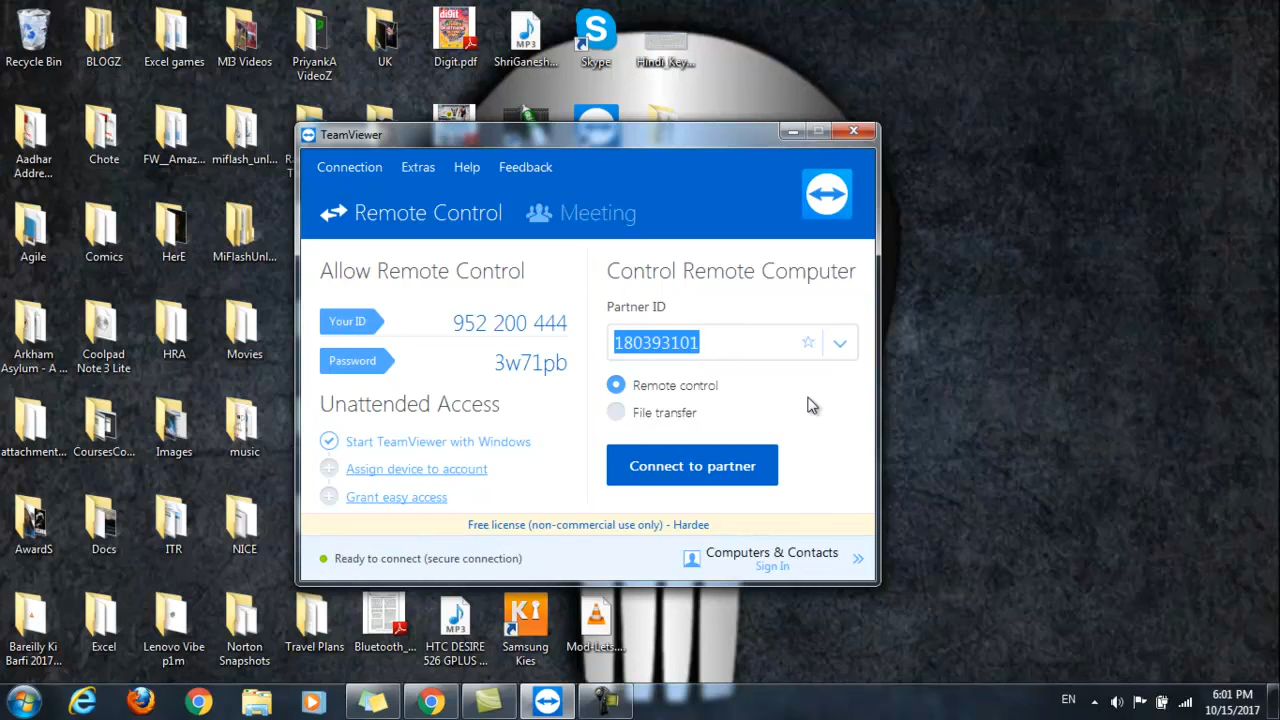 Recycle Bin
BLOGZ
Excel games
MI3 Videos
PriyankA
VideoZ
UK
digit
Digit.pdf
MP3
ShriGanesh...
Skype
Hindi_Key...
Aadhar
Addre...
Chote
FW__Amaz...
miflash_unl...
TeamViewer
Connection
Extras
Help
Feedback
Remote Control
Meeting
Allow Remote Control
Your ID
952 200 444
Password
3w71pb
Unattended Access
Start TeamViewer with Windows
Assign device to account
Grant easy access
Control Remote Computer
Partner ID
180393101
Remote control
File transfer
Connect to partner
Free license (non-commercial use only) - Hardee
Ready to connect (secure connection)
Computers & Contacts
Sign In
Agile
Comics
HerE
MiFlashUnl...
Arkham
Asylum - A ...
Coolpad
Note 3 Lite
HRA
Movies
attachment...
CoursesCo...
Images
music
AwardS
Docs
ITR
NICE
Bareilly Ki
Barfi 2017...
Excel
Lenovo Vibe
p1m
Norton
Snapshots
Travel Plans
Bluetooth_...
MP3
HTC DESIRE
526 GPLUS ...
Ki
Samsung
Kies
Mod-Lets....
EN
6:01 PM
10/15/2017